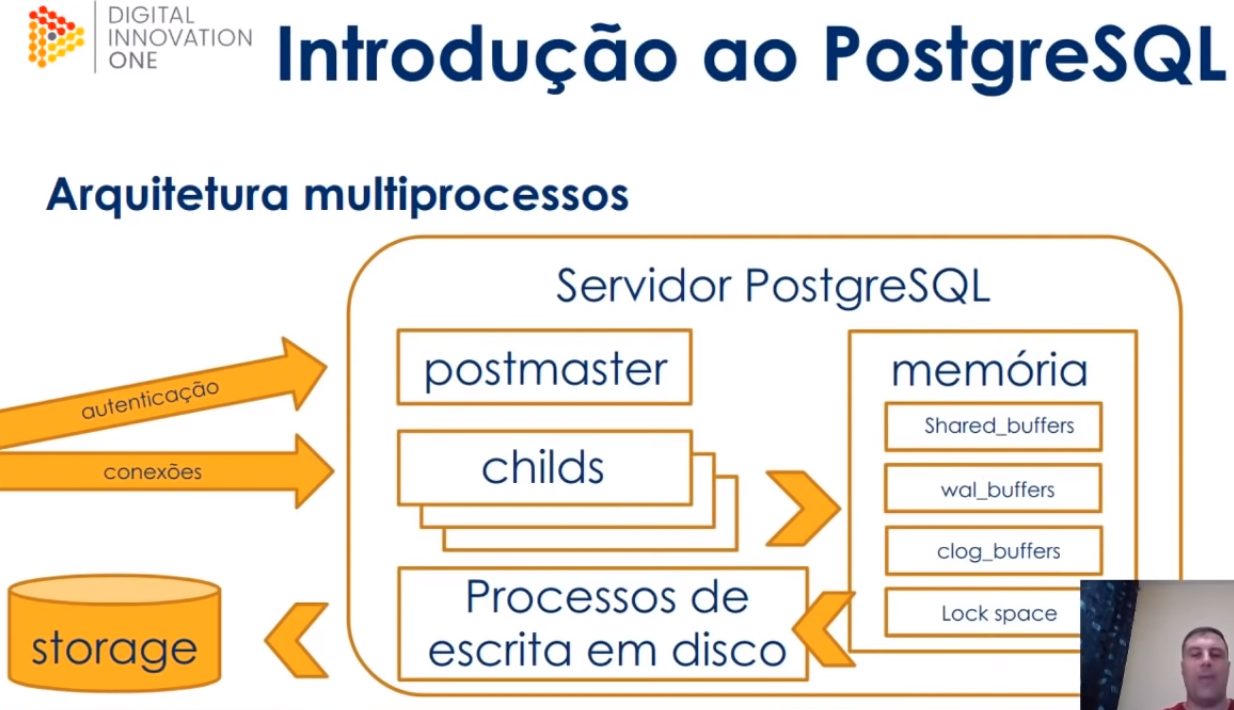 DIGITAL
INNOVATION
ONE
Introdução ao PostgreSQL
Arquitetura multiprocessos
Servidor PostgreSQL
autenticação
conexões
postmaster
childs
memória
Shared_buffers
wal_buffers
clog_buffers
Lock space
Processos de
escrita em disco
storage